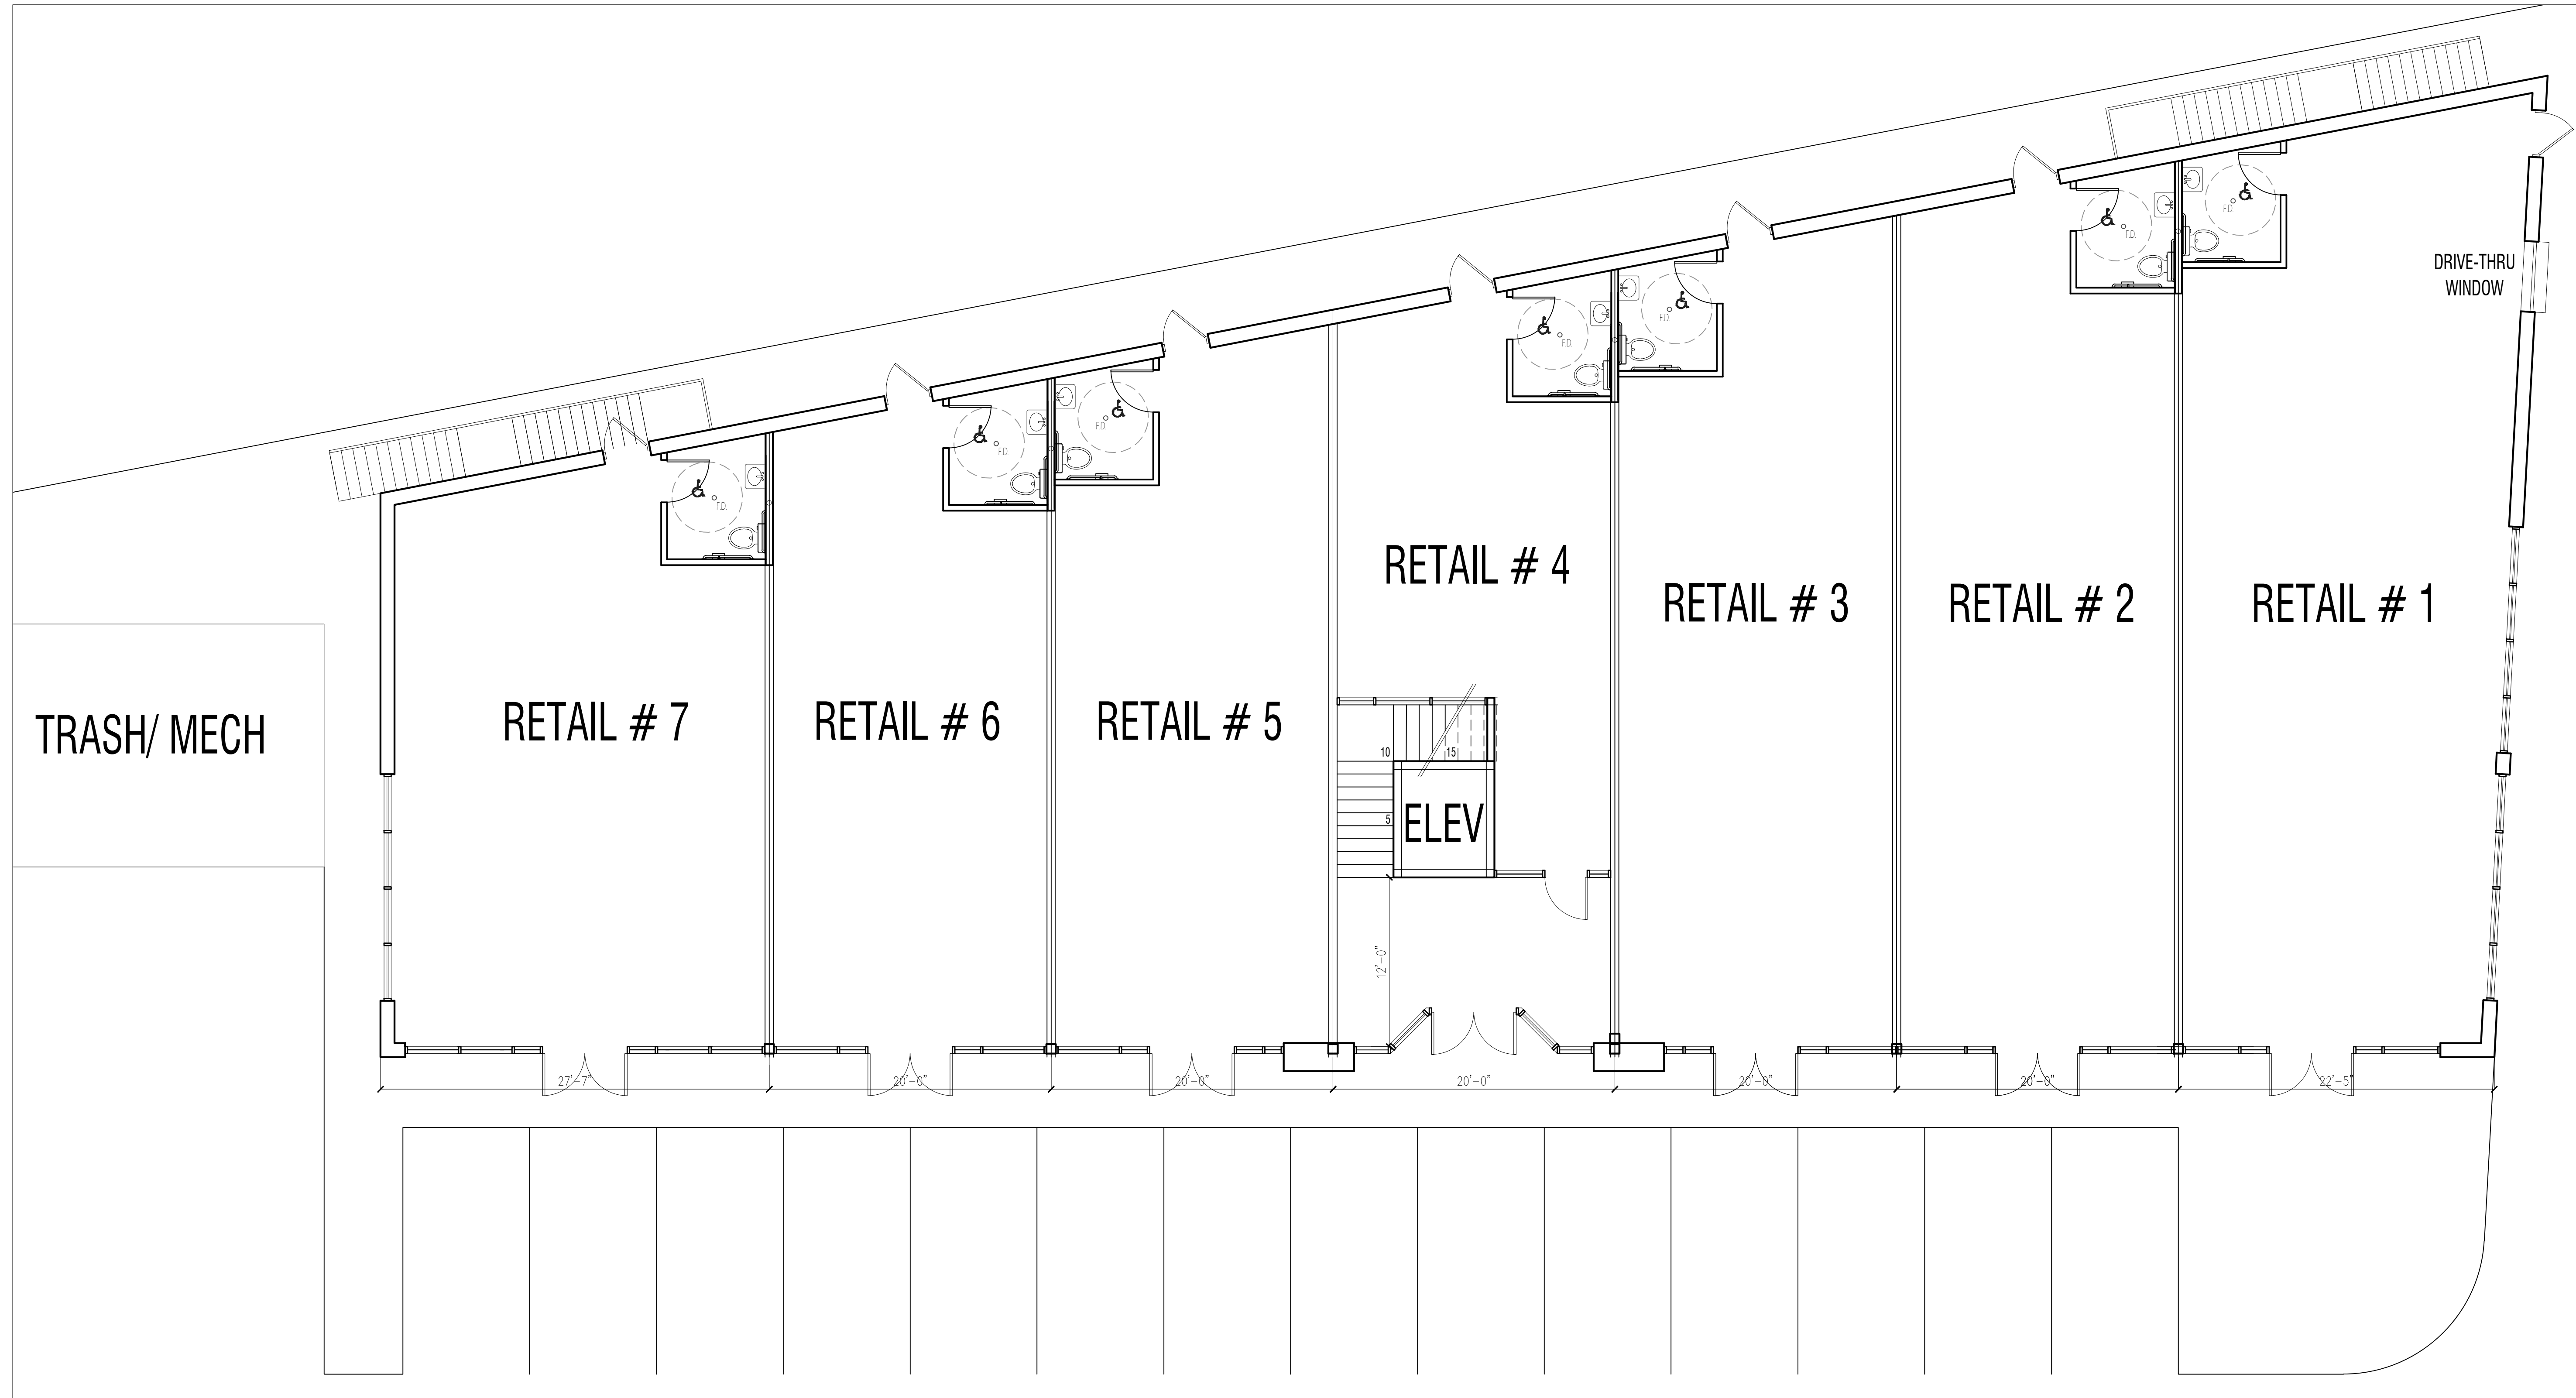 DRIVE-THRU
WINDOW
F.D.
F.D.
F.D.
F.D.
F.D.
F.D.
F.D.
RETAIL # 4
RETAIL # 3
RETAIL # 2
RETAIL # 1
TRASH/ MECH
RETAIL # 7
RETAIL # 6
RETAIL # 5
10
15
5
ELEV
12'-0"
27'-7"
20'-0"
20'-0"
20'-0"
20'-0"
20'-0"
22'-5"